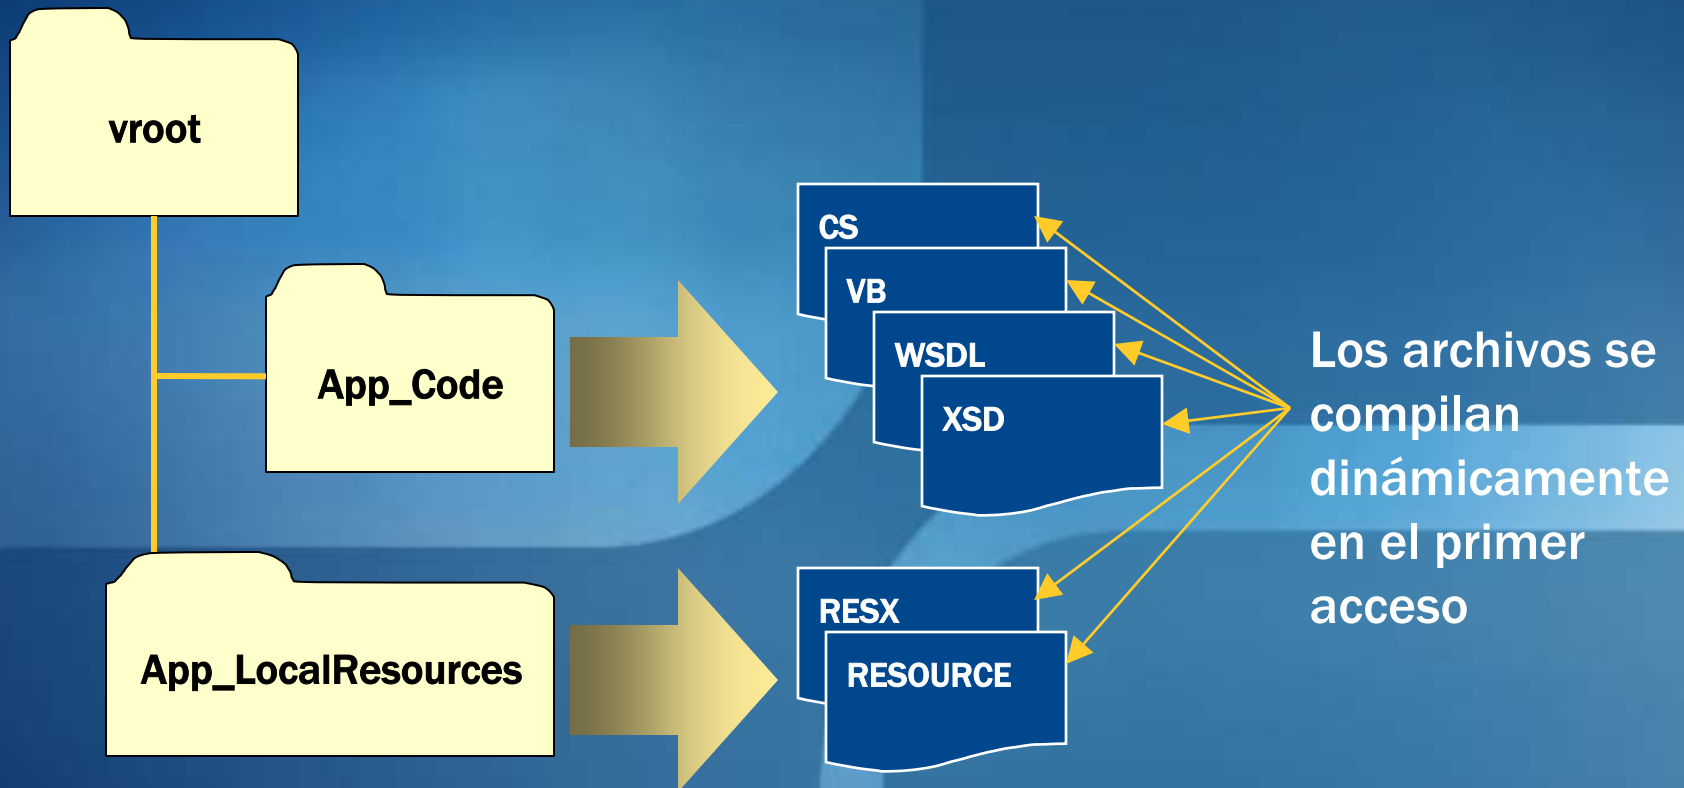 vroot
App_Code
App_LocalResources
CS
VB
WSDL
XSD
RESX
RESOURCE
Los archivos se
compilan
dinámicamente
en el primer
acceso